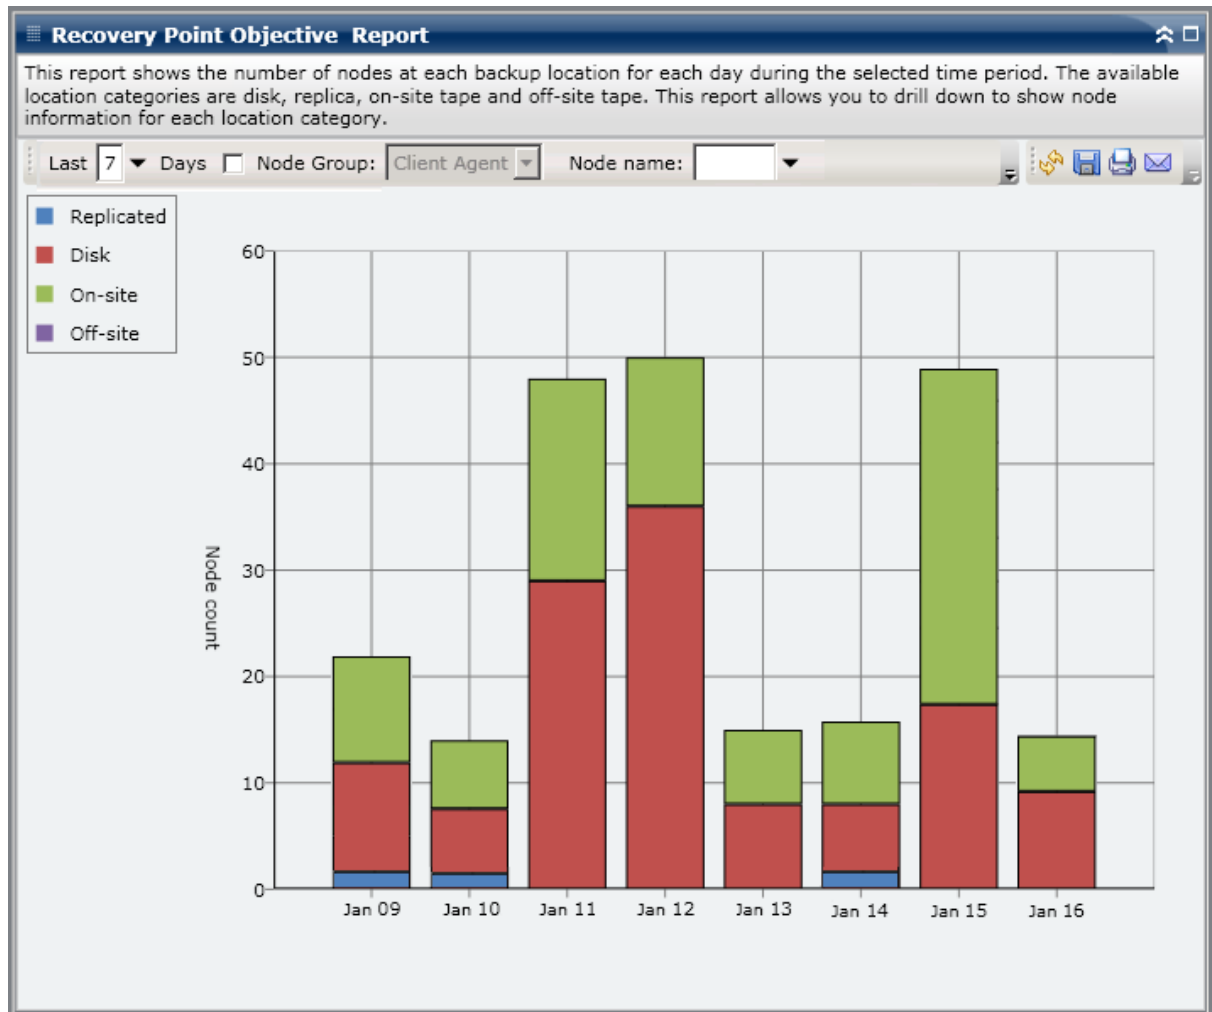 Recovery Point Objective Report
This report shows the number of nodes at each backup location for each day during the selected time period. The available
location categories are disk, replica, on-site tape and off-site tape. This report allows you to drill down to show node
information for each location category.
Last 7 Days Node Group: Client Agent Node name:
Replicated
Disk
On-site
Off-site
60
50
40
30
20
10
0
Node count
Jan 09 Jan 10 Jan 11 Jan 12 Jan 13 Jan 14 Jan 15 Jan 16